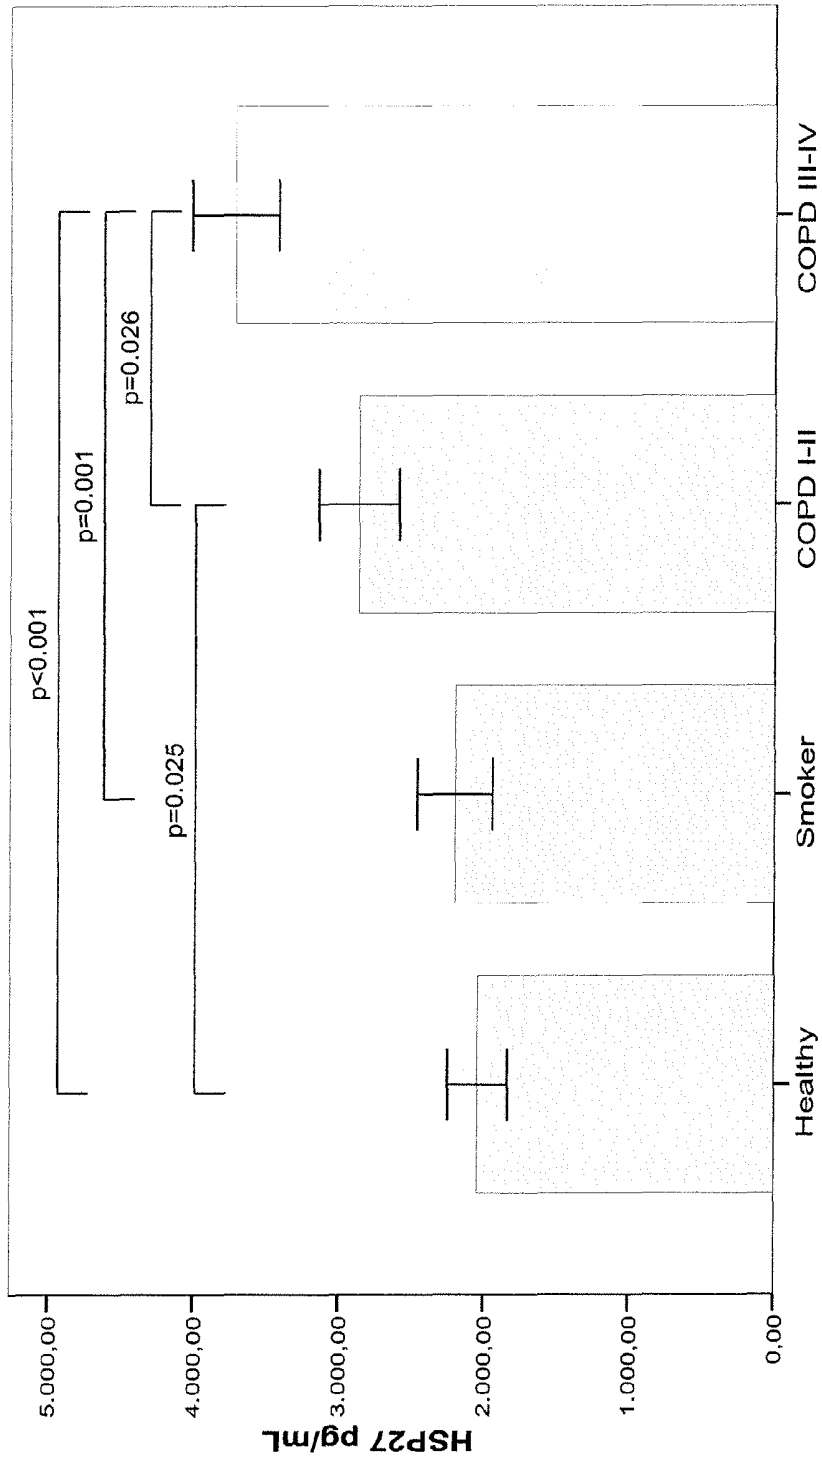 HSP27 pg/mL
5.000,00
4.000,00
3.000,00
2.000,00
1.000,00
0,00
p<0.001
p=0.001
p=0.026
p=0.025
Healthy
Smoker
COPD I-II
COPD III-IV